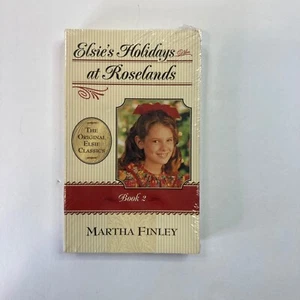 Elsie's Holidays
at Roselands
THE
ORIGINAL
ELSIE
CLASSICS
Book 2
MARTHA FINLEY